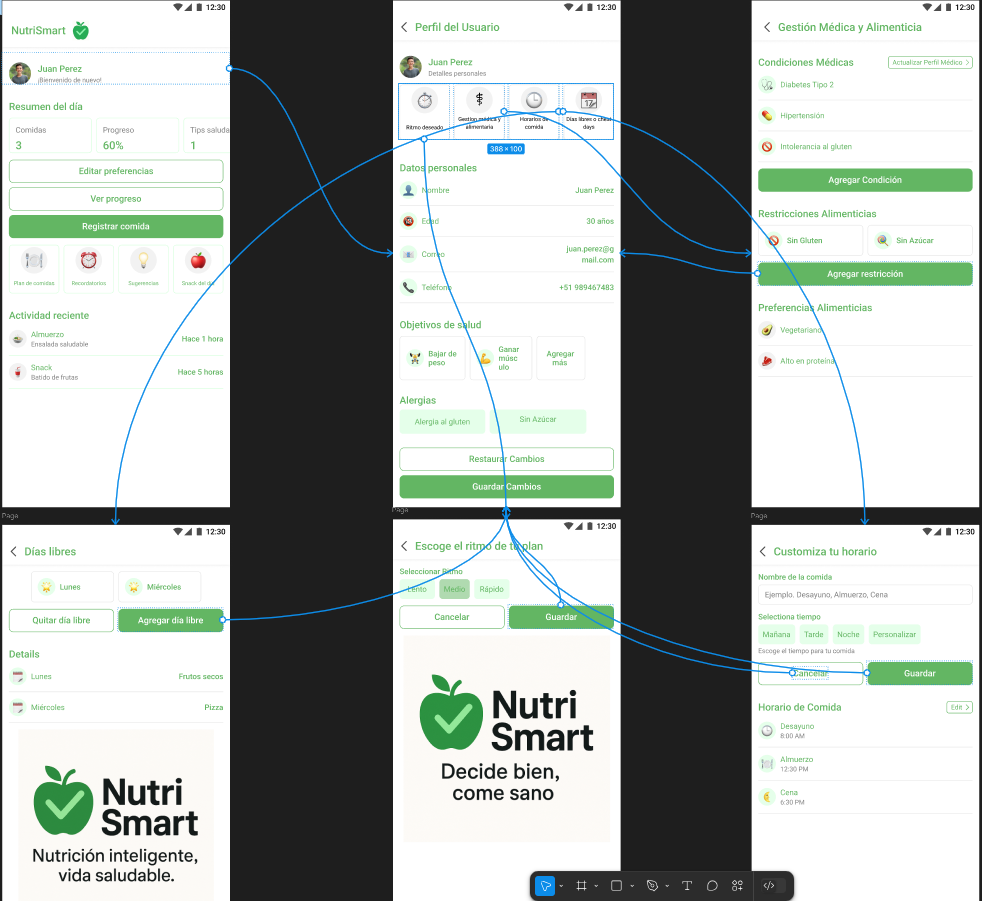 12:30
NutriSmart
Juan Perez
¡Bienvenido de nuevo!
Resumen del día
Comidas
3
Progreso
60%
Tips saluda
1
Editar preferencias
Ver progreso
Registrar comida
Plan de comidas
Recordatorios
Sugerencias
Snack del día
Actividad reciente
Almuerzo
Ensalada saludable
Hace 1 hora
Snack
Batido de frutas
Hace 5 horas
12:30
Perfil del Usuario
Juan Perez
Detalles personales
Ritmo deseado
Gestion médica y
alimentaria
Horarios de
comida
Dias libres o cheat
days
388 × 100
Datos personales
Nombre
Juan Perez
Edad
30 años
Correo
juan.perez@g
mail.com
Teléfono
+51 989467483
Objetivos de salud
Bajar de
peso
Ganar
músc
ulo
Agregar
más
Alergias
Alergia al gluten
Sin Azúcar
Restaurar Cambios
Guardar Cambios
12:30
Gestión Médica y Alimenticia
Condiciones Médicas
Actualizar Perfil Médico
Diabetes Tipo 2
Hipertensión
Intolerancia al gluten
Agregar Condición
Restricciones Alimenticias
Sin Gluten
Sin Azúcar
Agregar restricción
Preferencias Alimenticias
Vegetariano
Alto en proteína
Page
12:30
Días libres
Lunes
Miércoles
Quitar día libre
Agregar día libre
Details
Lunes
Frutos secos
Miércoles
Pizza
Nutri
Smart
Nutrición inteligente,
vida saludable.
Page
12:30
Escoge el ritmo de tu plan
Seleccionar Ritmo
Lento
Medio
Rápido
Cancelar
Guardar
Nutri
Smart
Decide bien,
come sano
Page
12:30
Customiza tu horario
Nombre de la comida
Ejemplo. Desayuno, Almuerzo, Cena
Selecciona tiempo
Mañana
Tarde
Noche
Personalizar
Escoge el tiempo para tu comida
Cancelar
Guardar
Horario de Comida
Edit
Desayuno
8:00 AM
Almuerzo
12:30 PM
Cena
6:30 PM